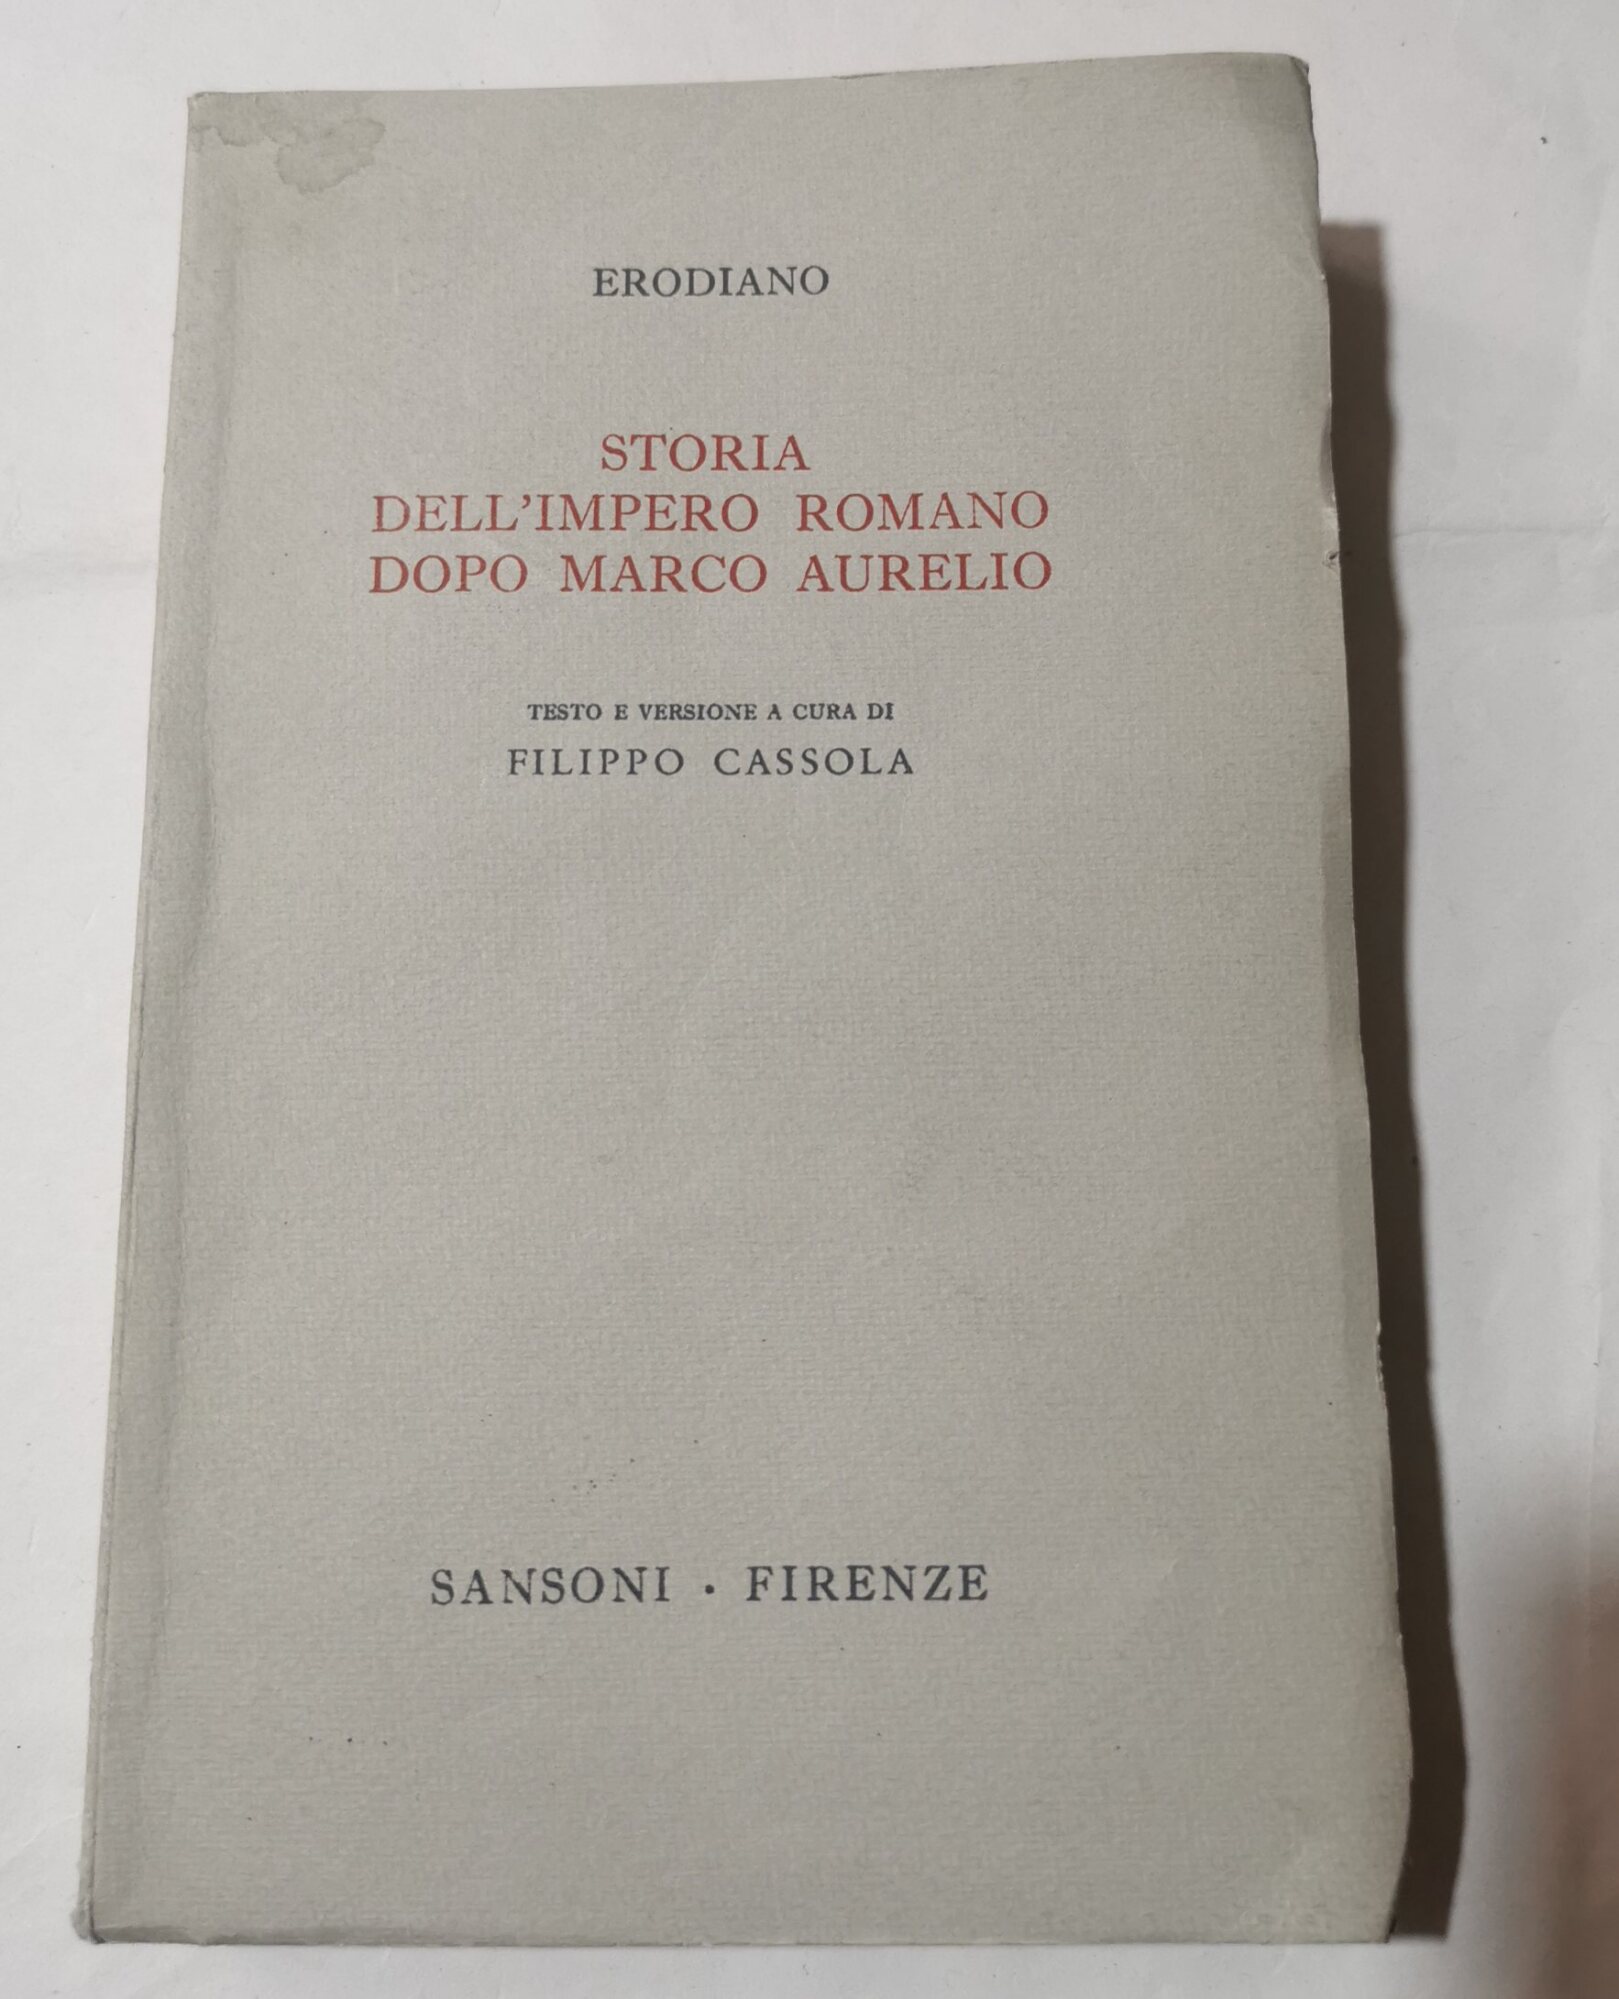 ERODIANO
STORIA
DELL'IMPERO ROMANO
DOPO MARCO AURELIO
TESTO E VERSIONE A CURA DI
FILIPPO CASSOLA
SANSONI · FIRENZE